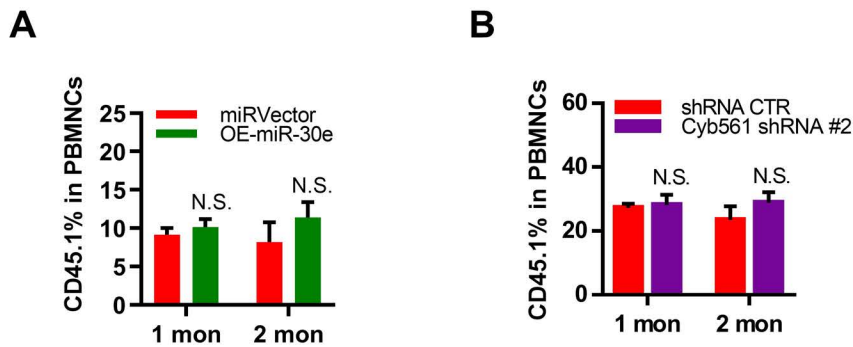 A
CD45.1% in PBMNCs
25
20
15
10
5
0
miRVector
OE-miR-30e
N.S.
N.S.
1 mon
2 mon
B
CD45.1% in PBMNCs
60
40
20
0
shRNA CTR
Cyb561 shRNA #2
N.S.
N.S.
1 mon
2 mon